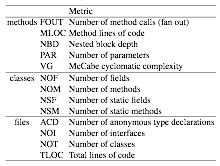 Metric
methods FOUT Number of method calls (fan out)
MLOC Method lines of code
NBD Nested block depth
PAR Number of parameters
VG McCabe cyclomatic complexity
classes NOF Number of fields
NOM Number of methods
NSF Number of static fields
NSM Number of static methods
files ACD Number of anonymous type declarations
NOI Number of interfaces
NOT Number of classes
TLOC Total lines of code